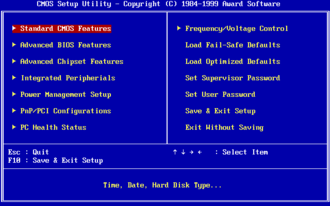 CMOS Setup Utility - Copyright (C) 1984-1999 Award Software
Standard CMOS Features
Advanced BIOS Features
Advanced Chipset Features
Integrated Peripherals
Power Management Setup
PnP/PCI Configurations
PC Health Status
Frequency/Voltage Control
Load Fail-Safe Defaults
Load Optimized Defaults
Set Supervisor Password
Set User Password
Save & Exit Setup
Exit Without Saving
Esc : Quit
F10 : Save & Exit Setup
↑ ↓ → ← : Select Item
Time, Date, Hard Disk Type...